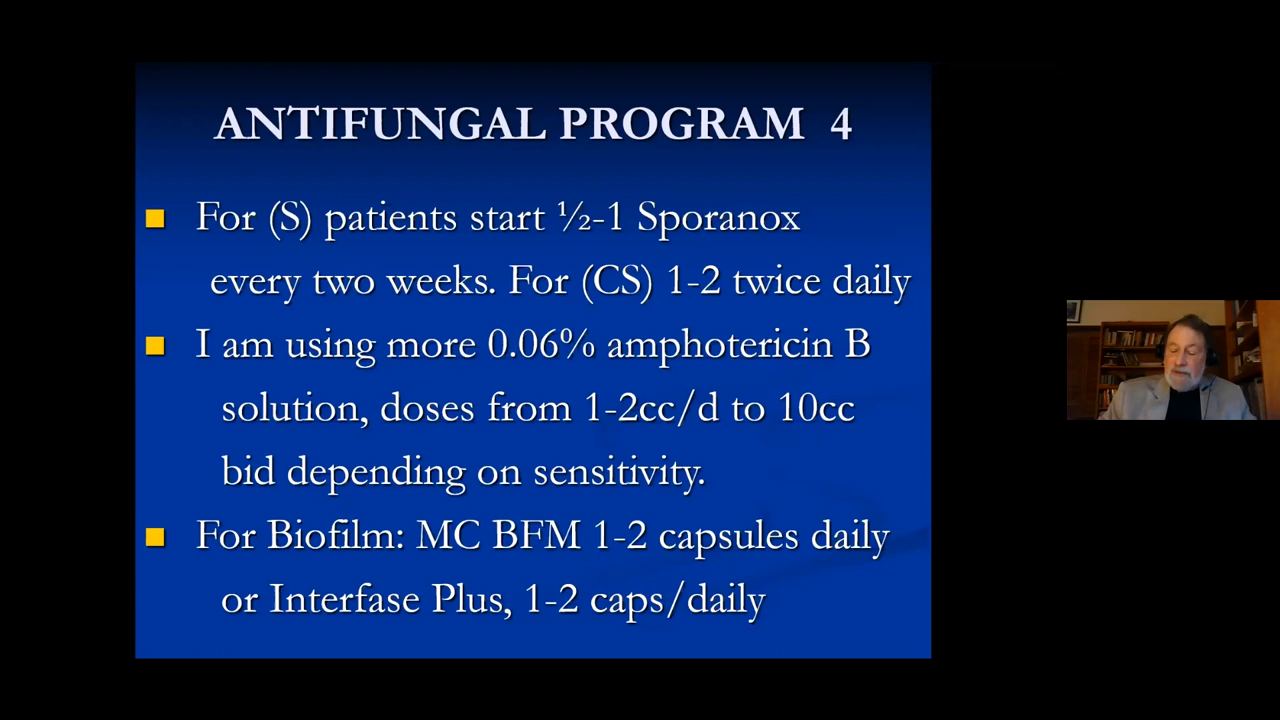 ANTIFUNGAL PROGRAM 4
For (S) patients start ½-1 Sporanox
every two weeks. For (CS) 1-2 twice daily
I am using more 0.06% amphotericin B
solution, doses from 1-2cc/d to 10cc
bid depending on sensitivity.
For Biofilm: MC BFM 1-2 capsules daily
or Interfase Plus, 1-2 caps/daily